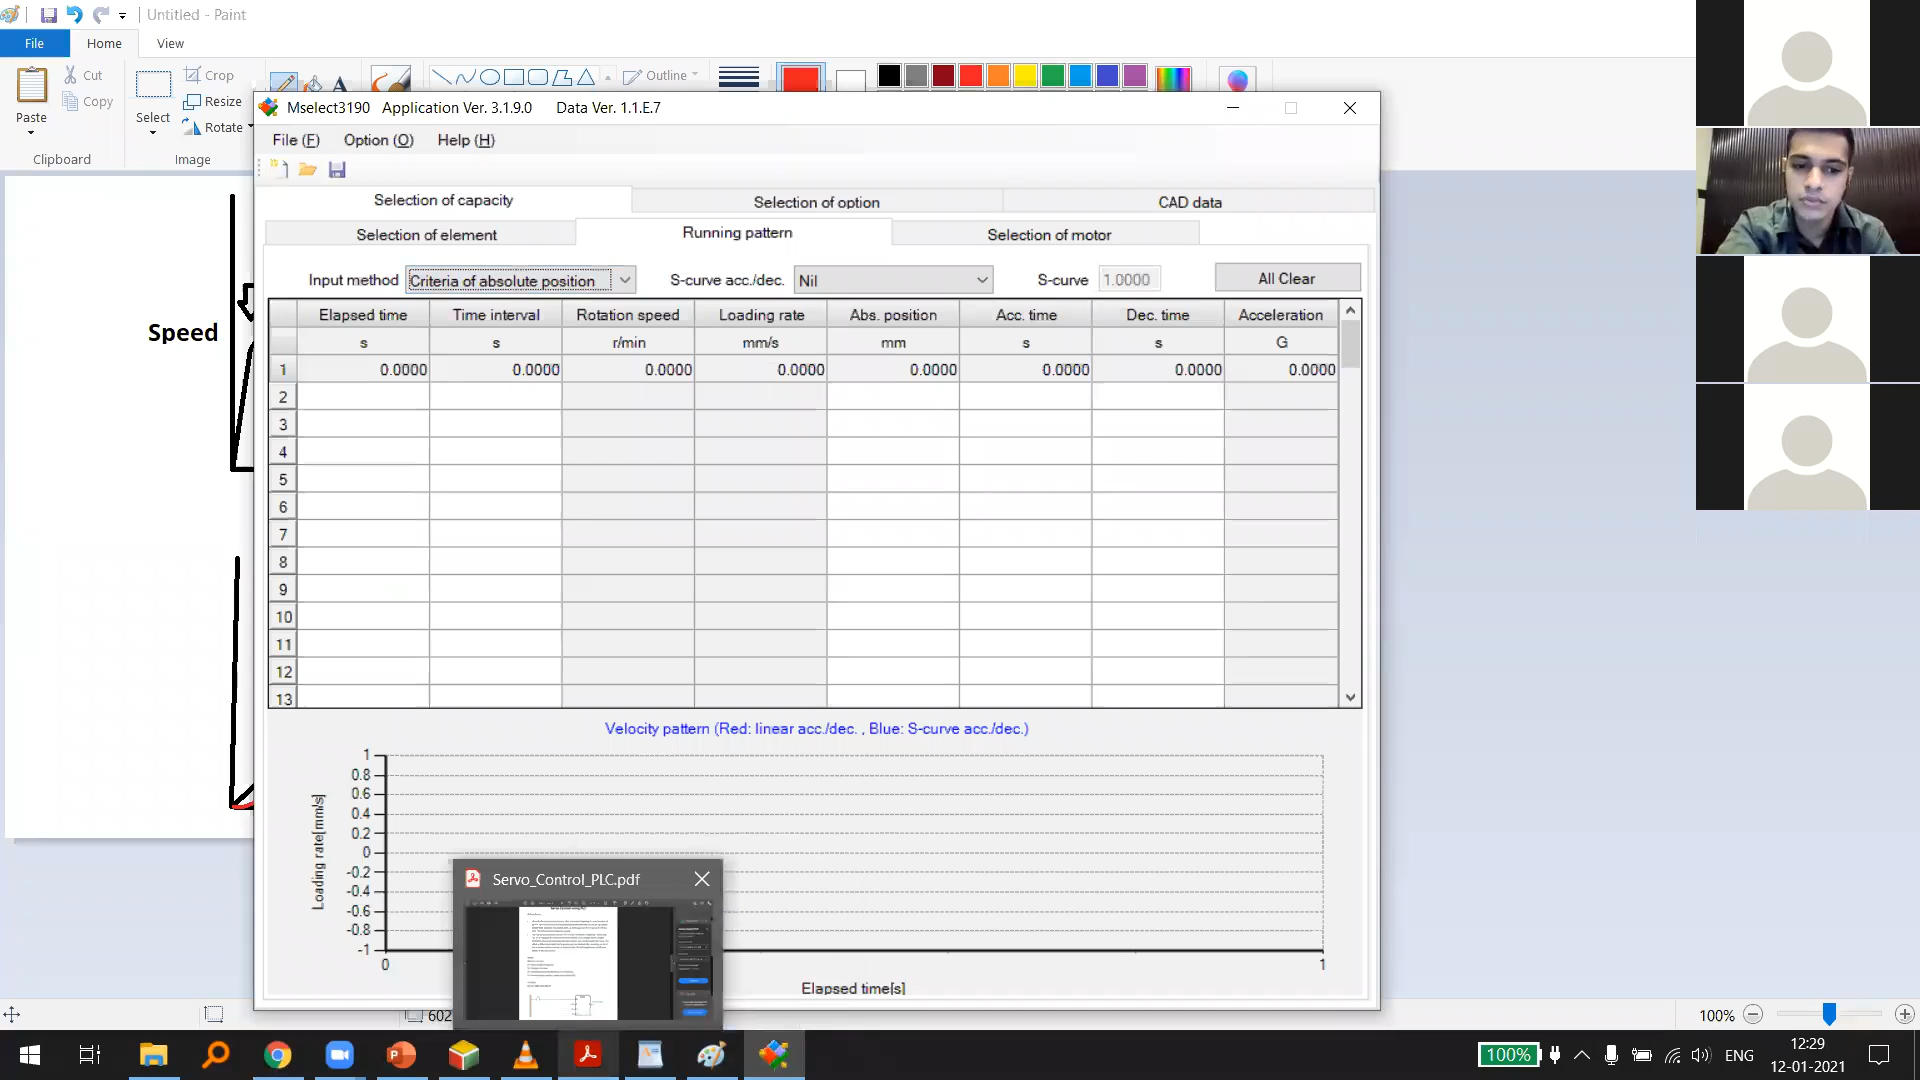 Untitled - Paint
File Home View
Cut
Copy
Paste
Clipboard
Select
Crop
Resize
Rotate
Image
Outline
Mselect3190 Application Ver. 3.1.9.0 Data Ver. 1.1.E.7
File (F) Option (O) Help (H)
Selection of capacity Selection of option CAD data
Selection of element Running pattern Selection of motor
Input method Criteria of absolute position S-curve acc./dec. Nil S-curve 1.0000 All Clear
Elapsed time Time interval Rotation speed Loading rate Abs. position Acc. time Dec. time Acceleration
s s r/min mm/s mm s s G
1 0.0000 0.0000 0.0000 0.0000 0.0000 0.0000 0.0000 0.0000
2
3
4
5
6
7
8
9
10
11
12
13
Speed
Velocity pattern (Red: linear acc./dec. , Blue: S-curve acc./dec.)
Loading rate[mm/s]
1
0.8
0.6
0.4
0.2
0
-0.2
-0.4
-0.6
-0.8
-1
0 1
Elapsed time[s]
Servo_Control_PLC.pdf
602
100%
100% ENG 12:29
12-01-2021